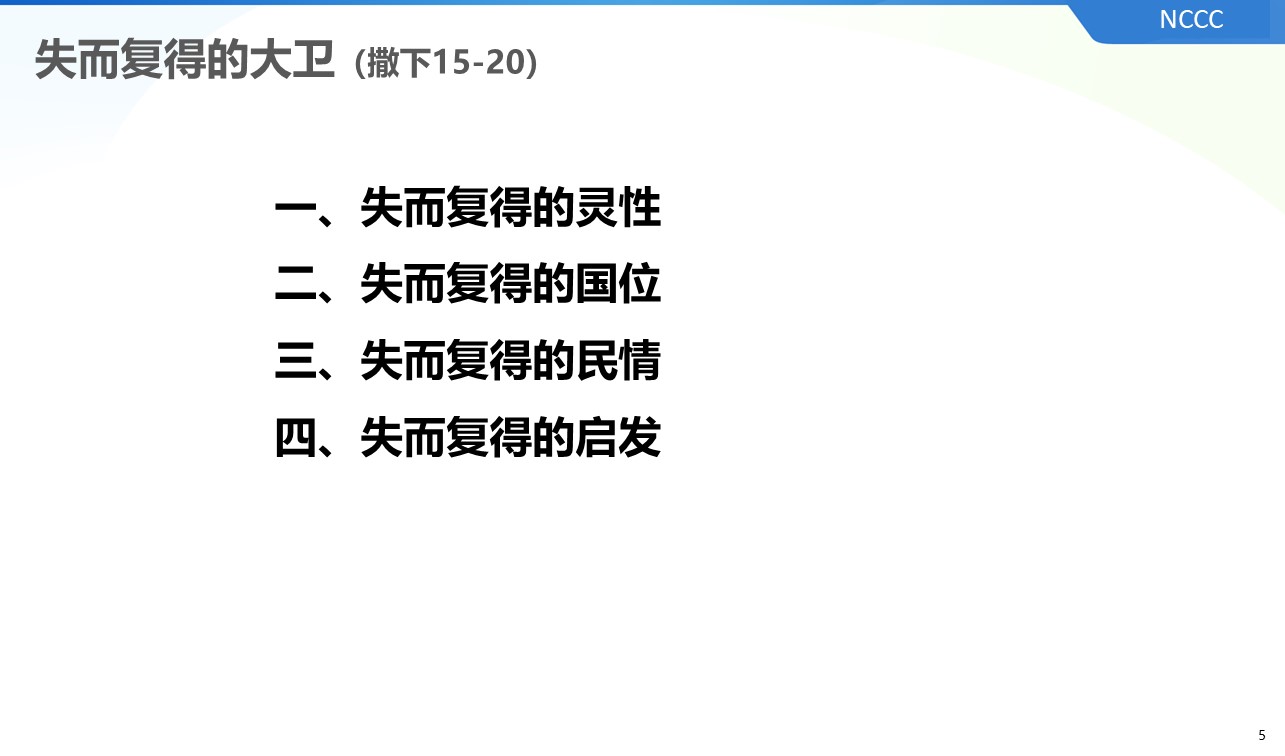 NCCC
失而复得的大卫 (撒下15-20)
一、失而复得的灵性
二、失而复得的国位
三、失而复得的民情
四、失而复得的启发
5